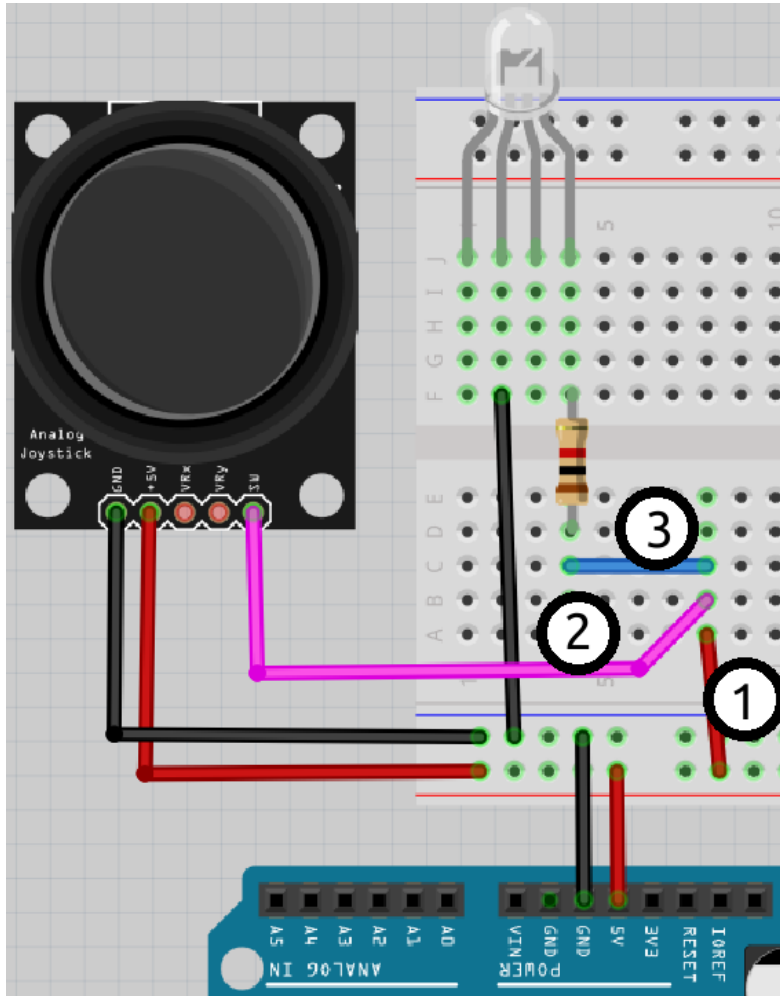 5
10
J
I
H
G
F
Analog
Joystick
GND
+5V
VRx
VRy
SW
E
D
C
B
A
3
2
1
1
5
A5
A4
A3
A2
A1
A0
VIN
GND
GND
5V
3V3
RESET
IOREF
ANALOG IN
POWER